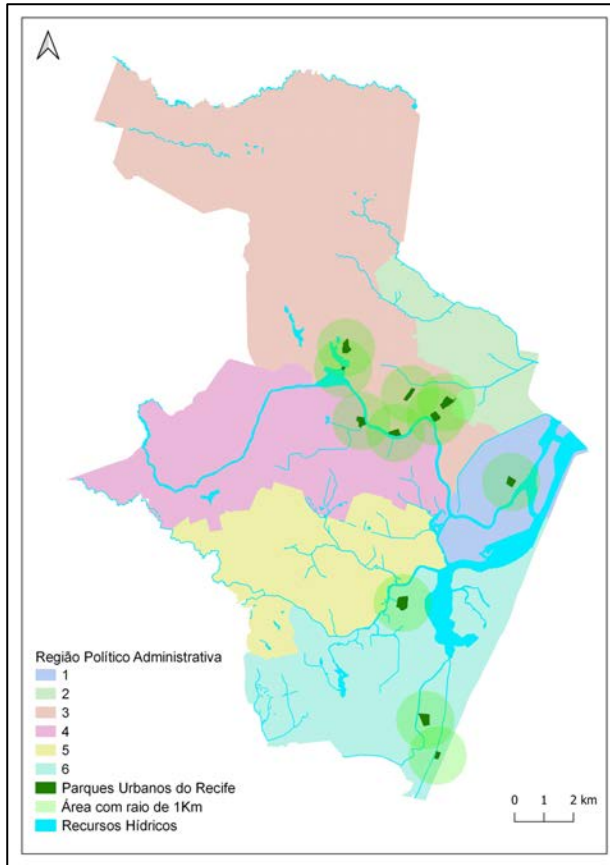 Região Político Administrativa
1
2
3
4
5
6
Parques Urbanos do Recife
Área com raio de 1Km
Recursos Hídricos
0 1 2 km